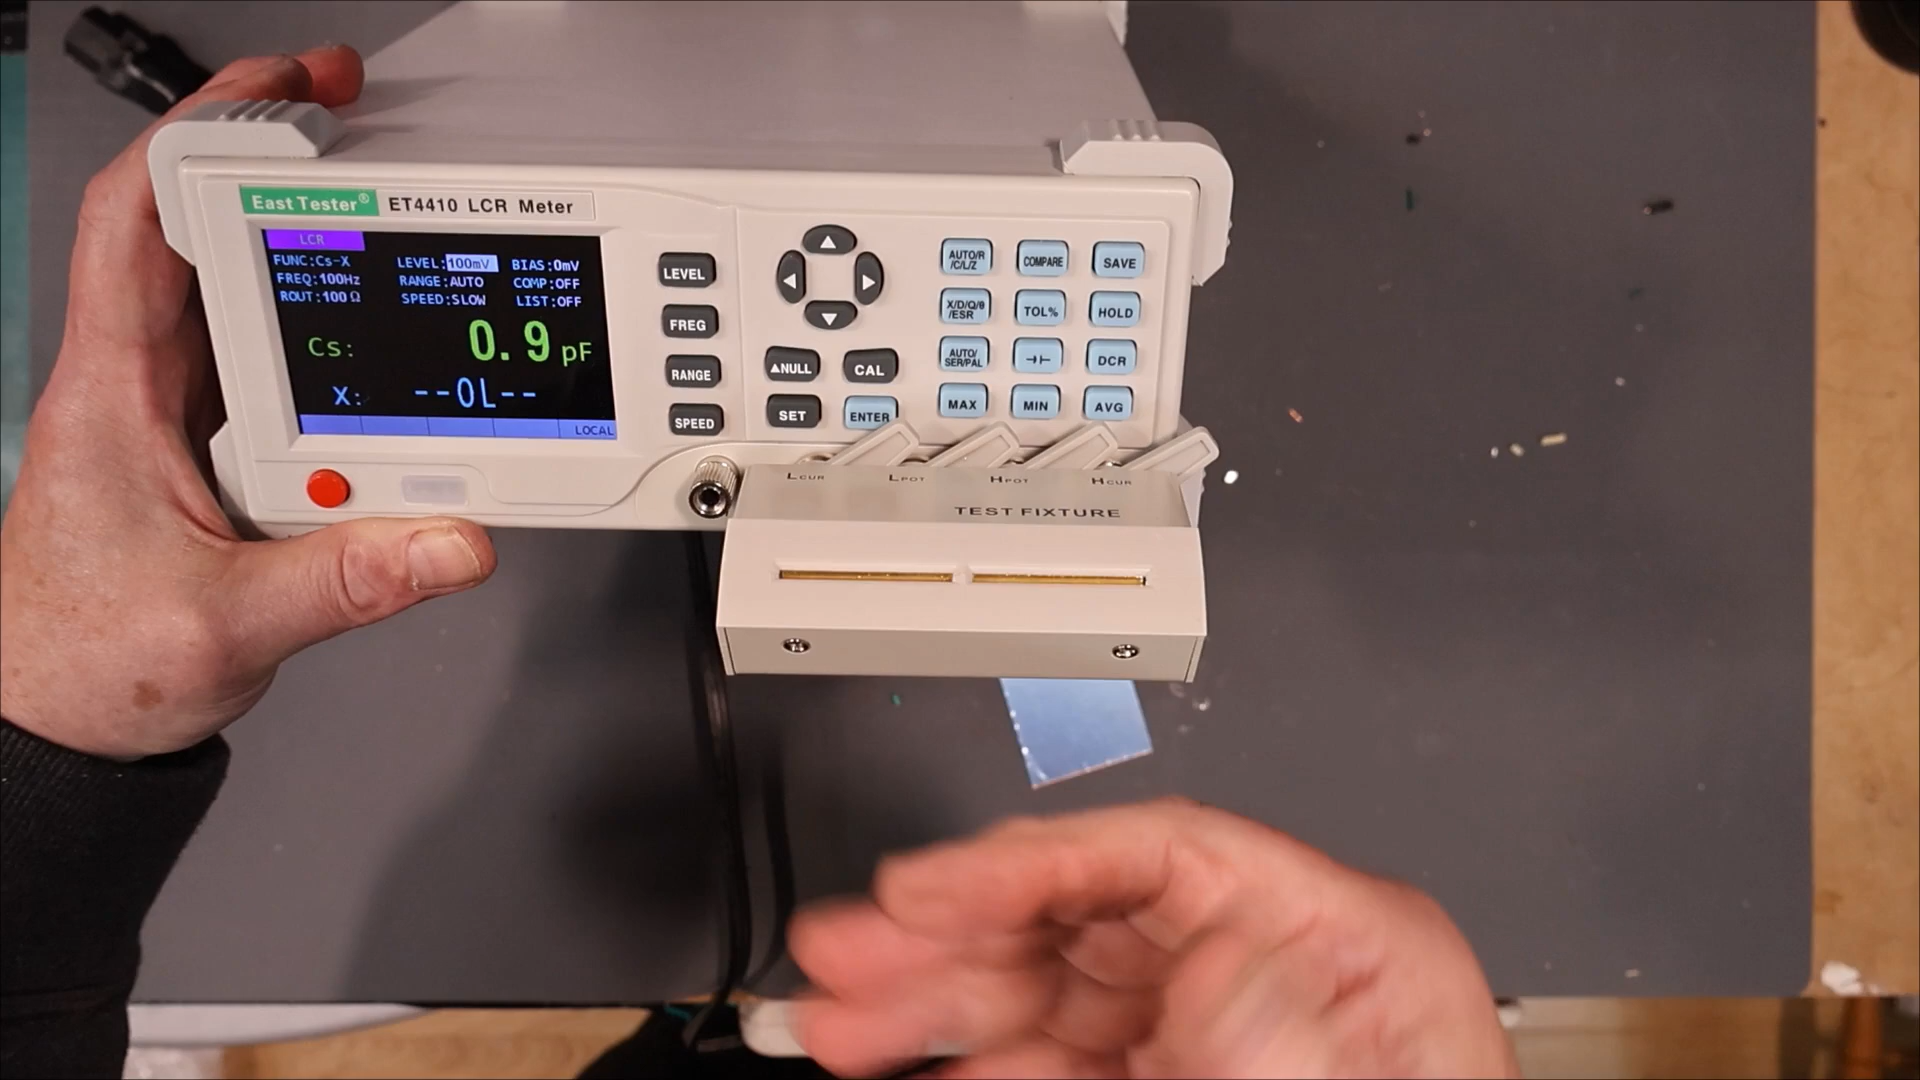 East Tester® ET4410 LCR Meter
LCR
FUNC:Cs-X LEVEL:100mV BIAS:0mV
FREQ:100Hz RANGE:AUTO COMP:OFF
ROUT:100Ω SPEED:SLOW LIST:OFF
Cs: 0.9 pF
X: --OL--
LOCAL
LEVEL
FREQ
RANGE
SPEED
▲
◀ ▶
▼
▲NULL CAL
SET ENTER
AUTO/R
/C/L/Z
COMPARE
SAVE
X/D/Q/θ
/ESR
TOL%
HOLD
AUTO/
SER/PAL
DCR
MAX MIN AVG
LCUR LPOT HPOT HCUR
TEST FIXTURE